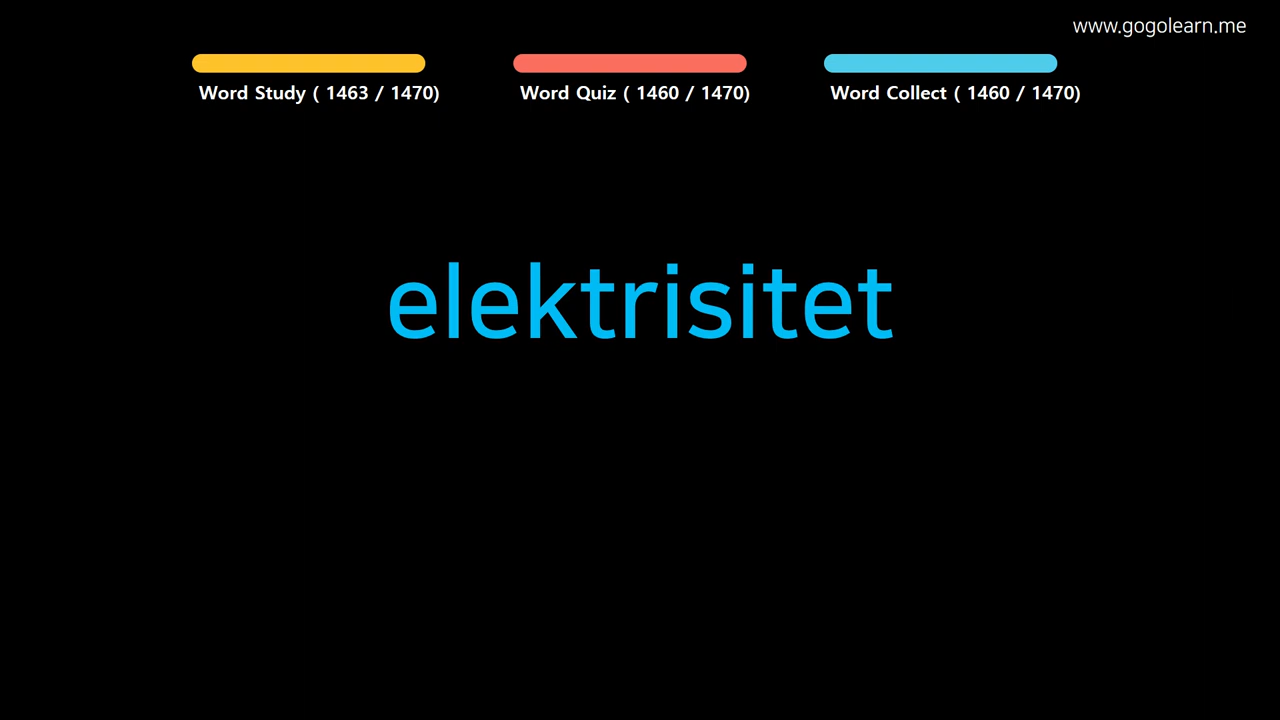 www.gogolearn.me
Word Study ( 1463 / 1470)
Word Quiz ( 1460 / 1470)
Word Collect ( 1460 / 1470)
elektrisitet